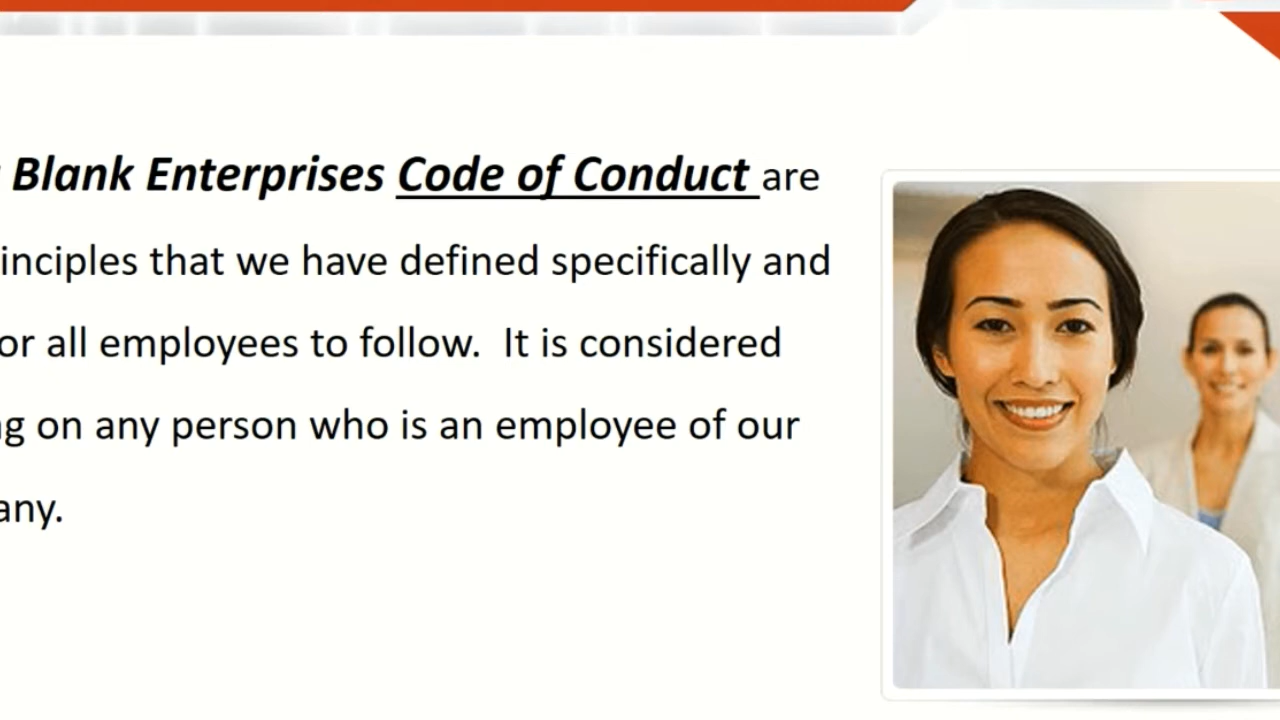 Blank Enterprises Code of Conduct are
inciples that we have defined specifically and
or all employees to follow. It is considered
g on any person who is an employee of our
any.